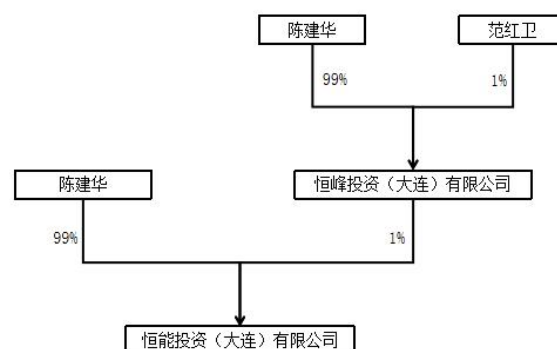 陈建华
范红卫
99%
1%
陈建华
恒峰投资（大连）有限公司
99%
1%
恒能投资（大连）有限公司